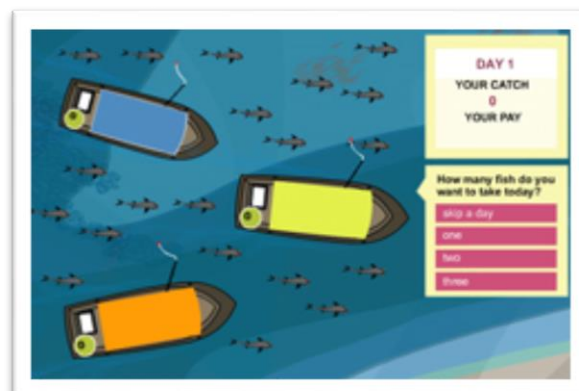 DAY 1
YOUR CATCH
0
YOUR PAY
How many fish do you
want to take today?
skip a day
one
two
three